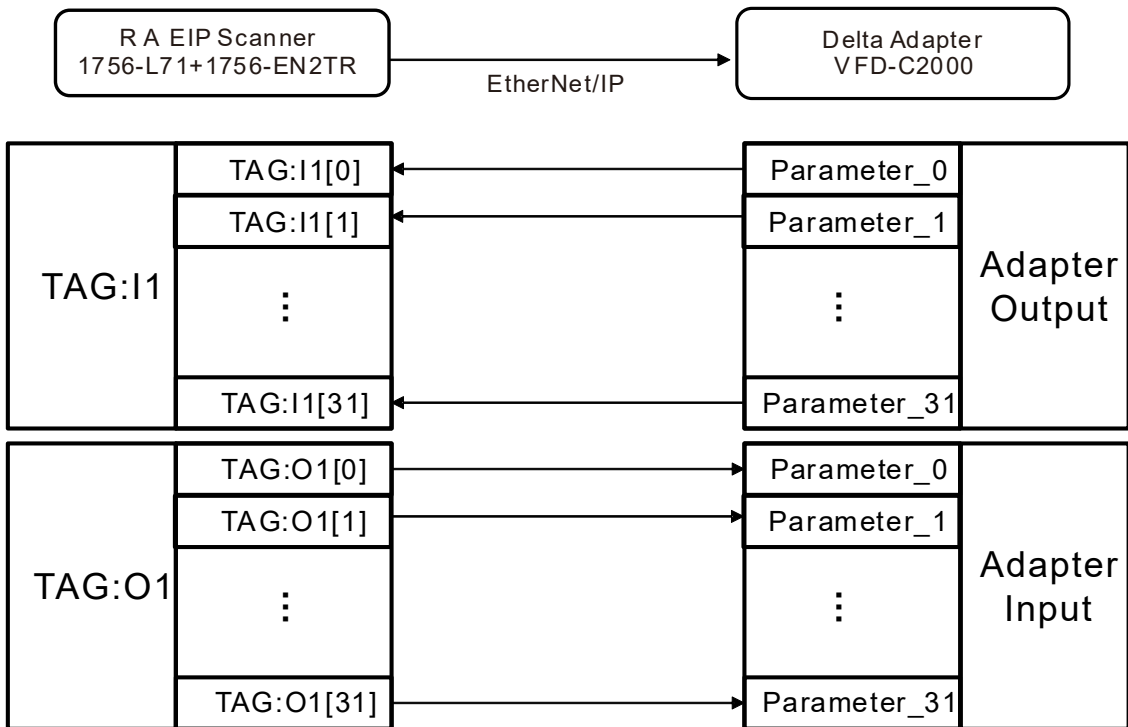 R A EIP Scanner
1756-L71+1756-EN2TR
EtherNet/IP
Delta Adapter
VFD-C2000
TAG:I1
TAG:I1[0]
TAG:I1[1]
⋮
TAG:I1[31]
Parameter_0
Parameter_1
⋮
Parameter_31
Adapter
Output
TAG:O1
TAG:O1[0]
TAG:O1[1]
⋮
TAG:O1[31]
Parameter_0
Parameter_1
⋮
Parameter_31
Adapter
Input